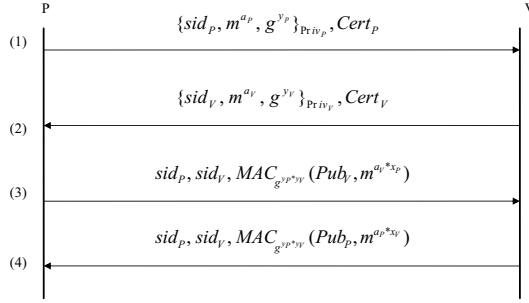 P V
(1) {sid_P, m^{a_P}, g^{y_P}}_{Priv_P}, Cert_P
(2) {sid_V, m^{a_V}, g^{y_V}}_{Priv_V}, Cert_V
(3) sid_P, sid_V, MAC_{g^{y_P*y_V}}(Pub_V, m^{a_V*x_P})
(4) sid_P, sid_V, MAC_{g^{y_P*y_V}}(Pub_P, m^{a_P*x_V})